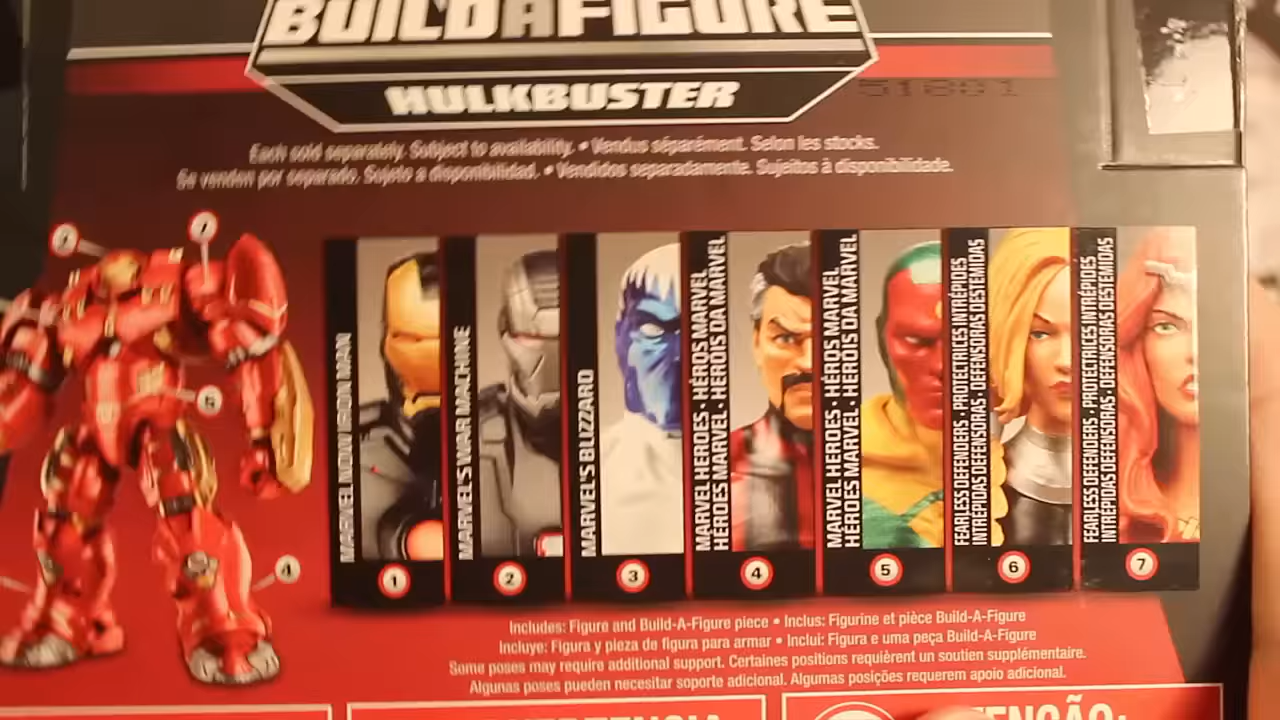 BUILD A FIGURE
HULKBUSTER
51691
Each sold separately. Subject to availability. • Vendus séparément. Selon les stocks.
Se venden por separado. Sujeto a disponibilidad. • Vendidos separadamente. Sujeitos à disponibilidade.
2
7
5
4
MARVEL NOW IRON MAN
MARVEL'S WAR MACHINE
MARVEL'S BLIZZARD
MARVEL HEROES • HÉROS MARVEL
HÉROES MARVEL • HERÓIS DA MARVEL
MARVEL HEROES • HÉROS MARVEL
HÉROES MARVEL • HERÓIS DA MARVEL
FEARLESS DEFENDERS • PROTECTRICES INTRÉPIDES
INTRÉPIDAS DEFENSORAS • DEFENSORAS DESTEMIDAS
FEARLESS DEFENDERS • PROTECTRICES INTRÉPIDES
INTRÉPIDAS DEFENSORAS • DEFENSORAS DESTEMIDAS
1
2
3
4
5
6
7
Includes: Figure and Build-A-Figure piece • Inclus: Figurine et pièce Build-A-Figure
Incluye: Figura y pieza de figura para armar • Inclui: Figura e uma peça Build-A-Figure
Some poses may require additional support. Certaines positions requièrent un soutien supplémentaire.
Algunas poses pueden necesitar soporte adicional. Algumas posições requerem apoio adicional.